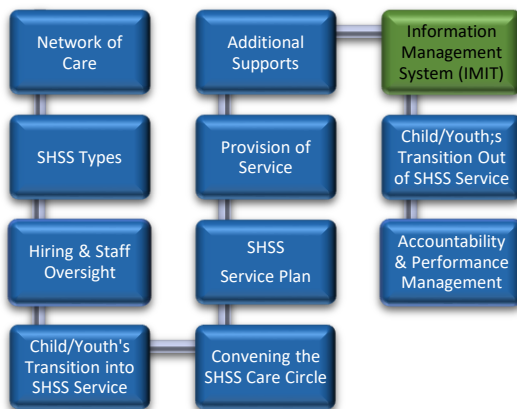 Network of
Care
SHSS Types
Hiring & Staff
Oversight
Child/Youth's
Transition into
SHSS Service
Convening the
SHSS Care Circle
SHSS
Service Plan
Provision of
Service
Additional
Supports
Information
Management
System (IMIT)
Child/Youth;s
Transition Out
of SHSS Service
Accountability
& Performance
Management